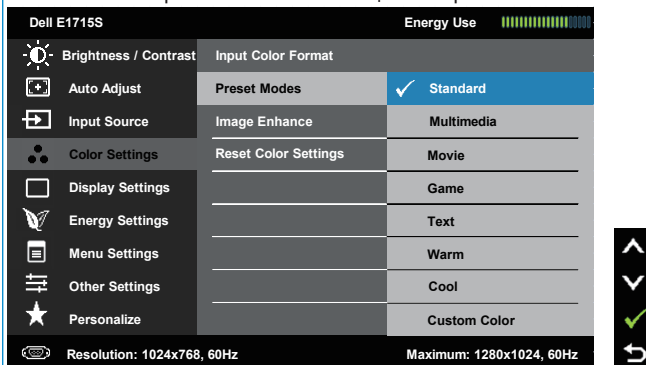 Dell E1715S Energy Use
Brightness / Contrast Input Color Format
Auto Adjust Preset Modes Standard
Input Source Image Enhance Multimedia
Color Settings Reset Color Settings Movie
Display Settings Game
Energy Settings Text
Menu Settings Warm
Other Settings Cool
Personalize Custom Color
Resolution: 1024x768, 60Hz Maximum: 1280x1024, 60Hz